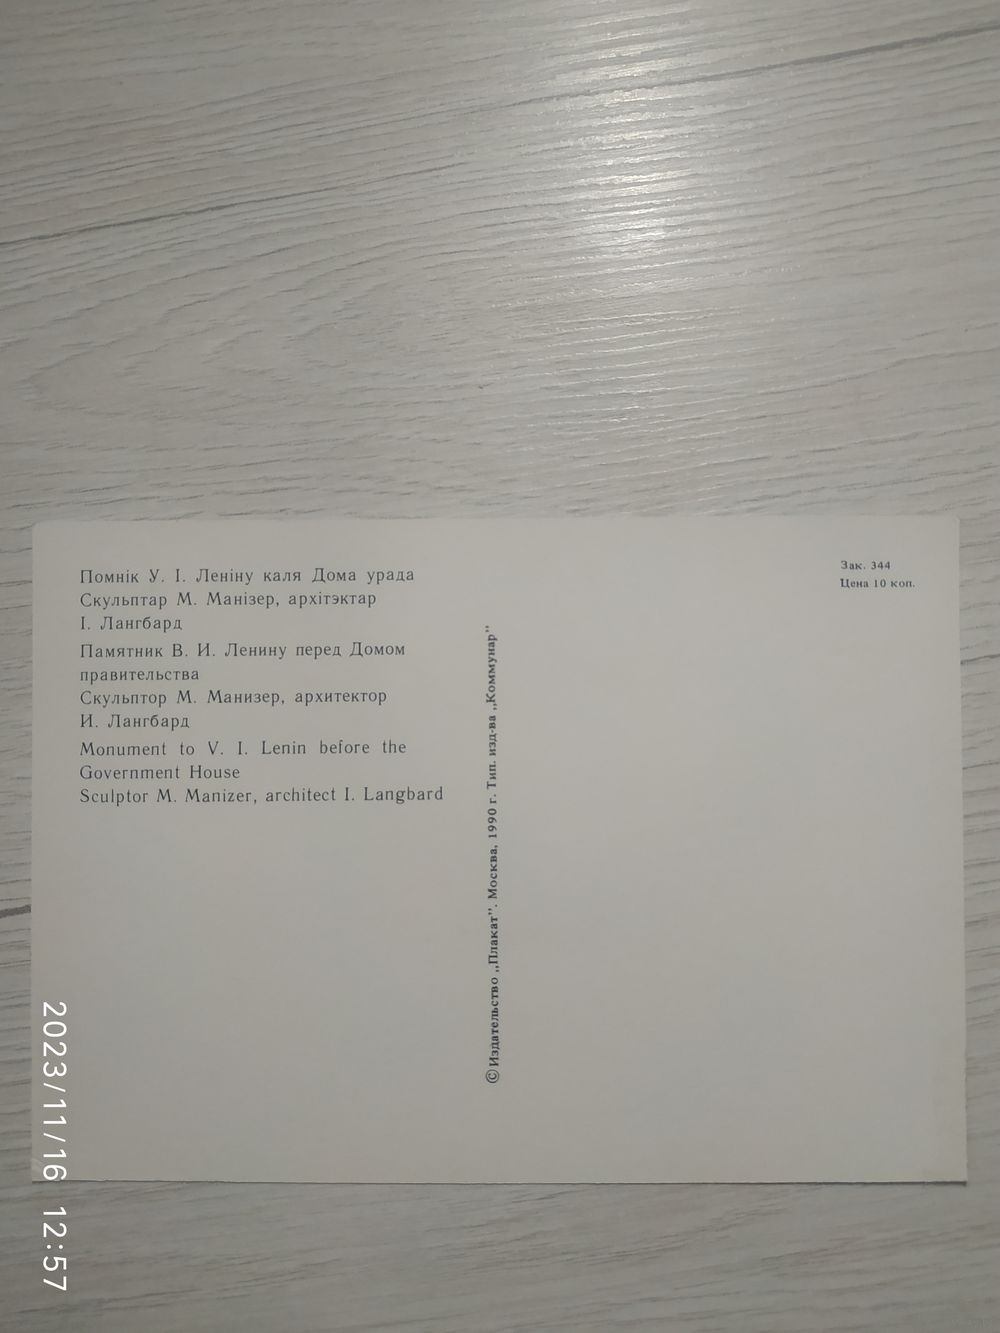 Помнік У. І. Леніну каля Дома урада
Скульптар М. Манізер, архітэктар
І. Лангбард
Памятник В. И. Ленину перед Домом
правительства
Скульптор М. Манизер, архитектор
И. Лангбард
Monument to V. I. Lenin before the
Government House
Sculptor M. Manizer, architect I. Langbard
© Издательство „Плакат”. Москва, 1990 г. Тип. изд-ва „Коммунар”
Зак. 344
Цена 10 коп.
2023/11/16 12:57